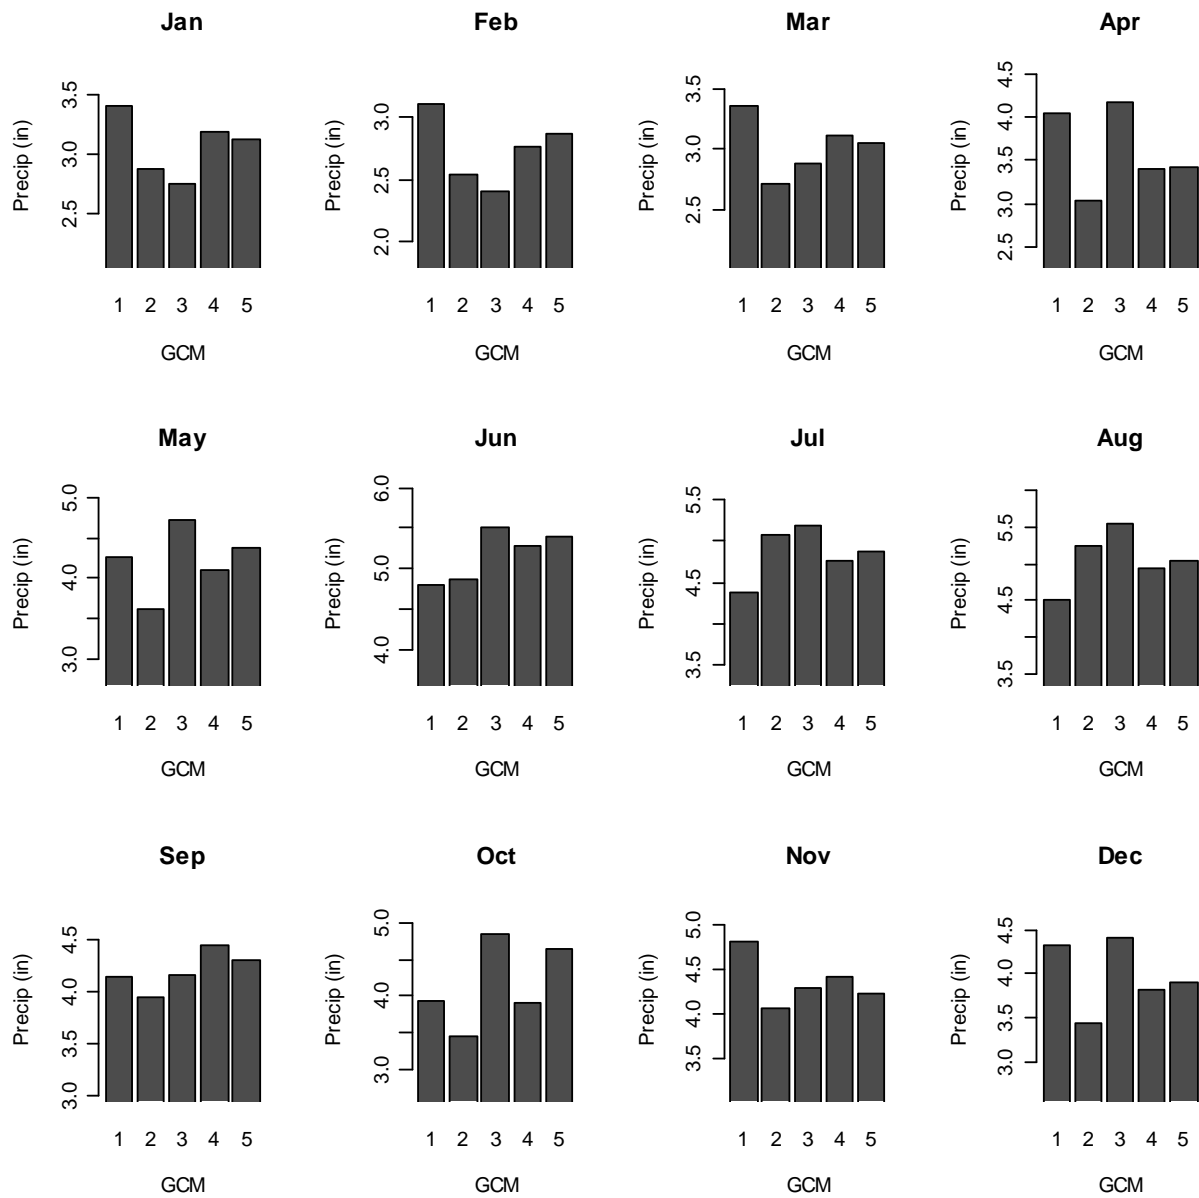 Jan Feb Mar Apr
Precip (in) 2.5 3.0 3.5
1 2 3 4 5
GCM
Precip (in) 2.0 2.5 3.0
1 2 3 4 5
GCM
Precip (in) 2.5 3.0 3.5
1 2 3 4 5
GCM
Precip (in) 2.5 3.0 3.5 4.0 4.5
1 2 3 4 5
GCM
May Jun Jul Aug
Precip (in) 3.0 4.0 5.0
1 2 3 4 5
GCM
Precip (in) 4.0 5.0 6.0
1 2 3 4 5
GCM
Precip (in) 3.5 4.5 5.5
1 2 3 4 5
GCM
Precip (in) 3.5 4.5 5.5
1 2 3 4 5
GCM
Sep Oct Nov Dec
Precip (in) 3.0 3.5 4.0 4.5
1 2 3 4 5
GCM
Precip (in) 3.0 4.0 5.0
1 2 3 4 5
GCM
Precip (in) 3.5 4.0 4.5 5.0
1 2 3 4 5
GCM
Precip (in) 3.0 3.5 4.0 4.5
1 2 3 4 5
GCM